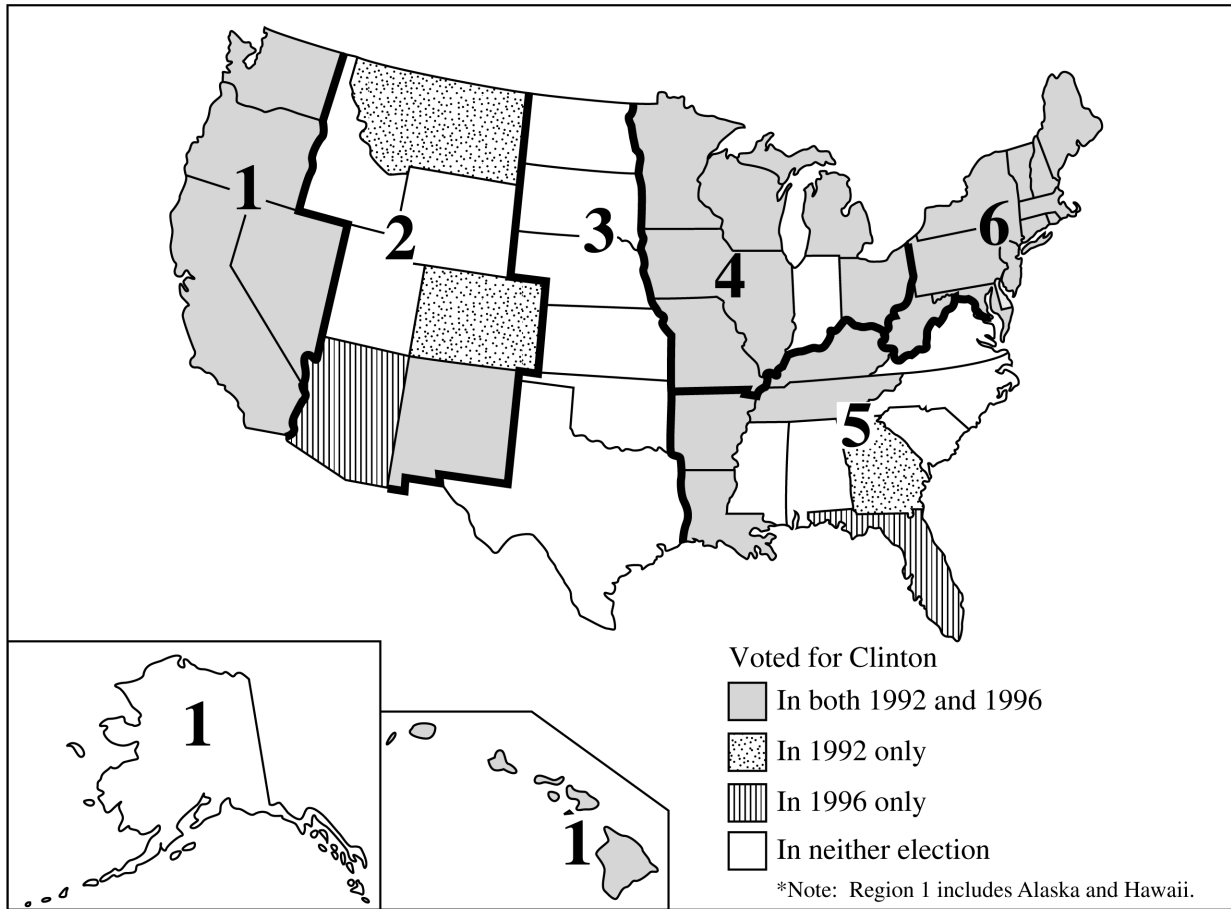 1
2
3
4
5
6
1
1
Voted for Clinton
In both 1992 and 1996
In 1992 only
In 1996 only
In neither election
*Note: Region 1 includes Alaska and Hawaii.